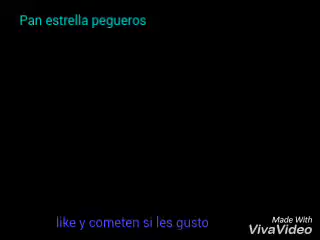 Pan estrella pegueros
like y cometen si les gusto
Made With
VivaVideo